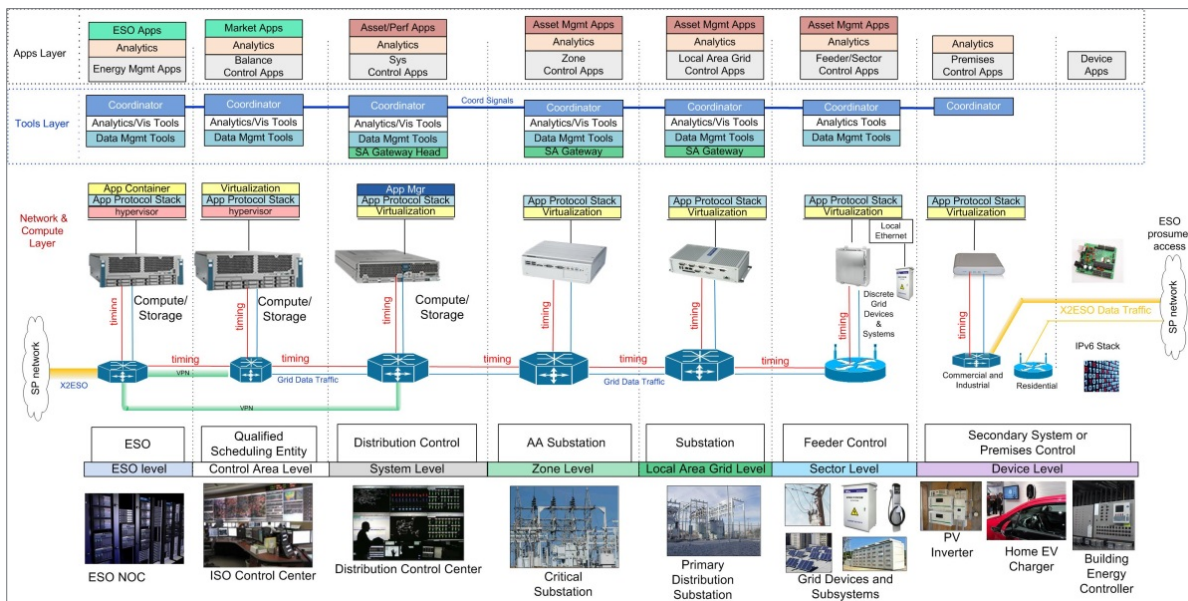 Apps Layer
ESO Apps
Analytics
Energy Mgmt Apps
Market Apps
Analytics
Balance
Control Apps
Asset/Perf Apps
Analytics
Sys
Control Apps
Asset Mgmt Apps
Analytics
Zone
Control Apps
Asset Mgmt Apps
Analytics
Local Area Grid
Control Apps
Asset Mgmt Apps
Analytics
Feeder/Sector
Control Apps
Analytics
Premises
Control Apps
Device
Apps
Tools Layer
Coordinator
Analytics/Vis Tools
Data Mgmt Tools
Coordinator
Analytics/Vis Tools
Data Mgmt Tools
Coordinator
Analytics/Vis Tools
Data Mgmt Tools
SA Gateway Head
Coord Signals
Coordinator
Analytics/Vis Tools
Data Mgmt Tools
SA Gateway
Coordinator
Analytics/Vis Tools
Data Mgmt Tools
SA Gateway
Coordinator
Analytics Tools
Data Mgmt Tools
Coordinator
Network &
Compute
Layer
App Container
App Protocol Stack
hypervisor
Virtualization
App Protocol Stack
hypervisor
App Mgr
App Protocol Stack
Virtualization
App Protocol Stack
Virtualization
App Protocol Stack
Virtualization
App Protocol Stack
Virtualization
Local
Ethernet
App Protocol Stack
Virtualization
ESO
prosumer
access
timinn
Compute/
Storage
timing
Compute/
Storage
timing
Compute/
Storage
timing
timing
timing
Discrete
Grid
Devices
&
Systems
timing
X2ESO Data Traffic
SP network
SP network
X2ESO
timing
VPN
timing
Grid Data Traffic
timing
timing
Grid Data Traffic
timing
VPN
Commercial and
Industrial
Residential
IPv6 Stack
ESO
Qualified
Scheduling Entity
Distribution Control
AA Substation
Substation
Feeder Control
Secondary System or
Premises Control
ESO level
Control Area Level
System Level
Zone Level
Local Area Grid Level
Sector Level
Device Level
ESO NOC
ISO Control Center
Distribution Control Center
Critical
Substation
Primary
Distribution
Substation
Grid Devices and
Subsystems
PV
Inverter
Home EV
Charger
Building
Energy
Controller